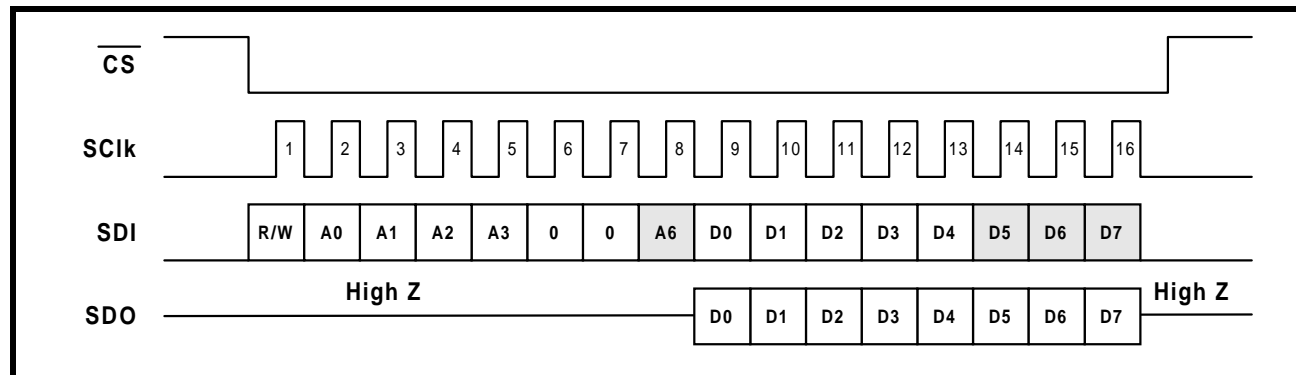 CS
SClk 1 2 3 4 5 6 7 8 9 10 11 12 13 14 15 16
SDI R/W A0 A1 A2 A3 0 0 A6 D0 D1 D2 D3 D4 D5 D6 D7
High Z High Z
SDO D0 D1 D2 D3 D4 D5 D6 D7